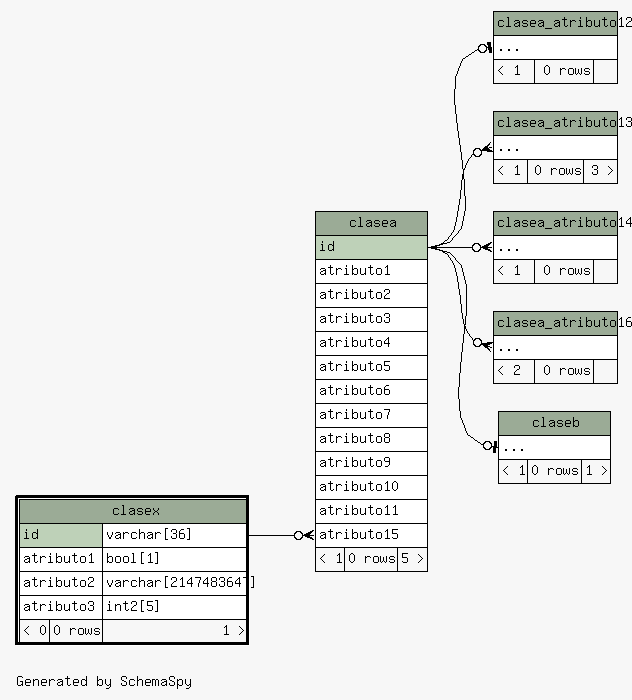 clasea_atributo12
...
< 1 0 rows
clasea_atributo13
...
< 1 0 rows 3 >
clasea_atributo14
...
< 1 0 rows
clasea_atributo16
...
< 2 0 rows
claseb
...
< 1 0 rows 1 >
clasea
id
atributo1
atributo2
atributo3
atributo4
atributo5
atributo6
atributo7
atributo8
atributo9
atributo10
atributo11
atributo15
< 1 0 rows 5 >
clasex
id varchar[36]
atributo1 bool[1]
atributo2 varchar[2147483647]
atributo3 int2[5]
< 0 0 rows 1 >
Generated by SchemaSpy